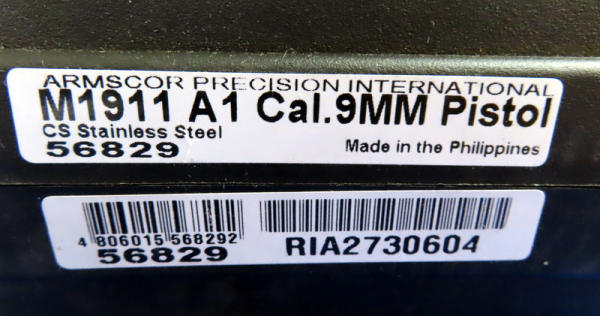 ARMSCOR PRECISION INTERNATIONAL
M1911 A1 Cal.9MM Pistol
CS Stainless Steel
56829 Made in the Philippines
4 806015 568292
56829
RIA2730604